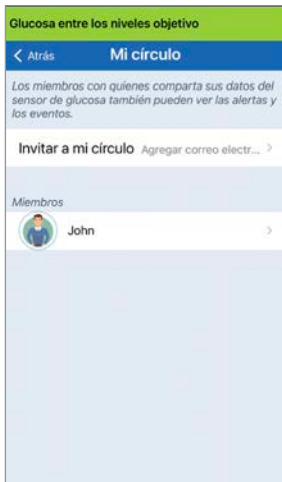 Glucosa entre los niveles objetivo
Atrás Mi círculo
Los miembros con quienes comparta sus datos del
sensor de glucosa también pueden ver las alertas y
los eventos.
Invitar a mi círculo Agregar correo electr...
Miembros
John